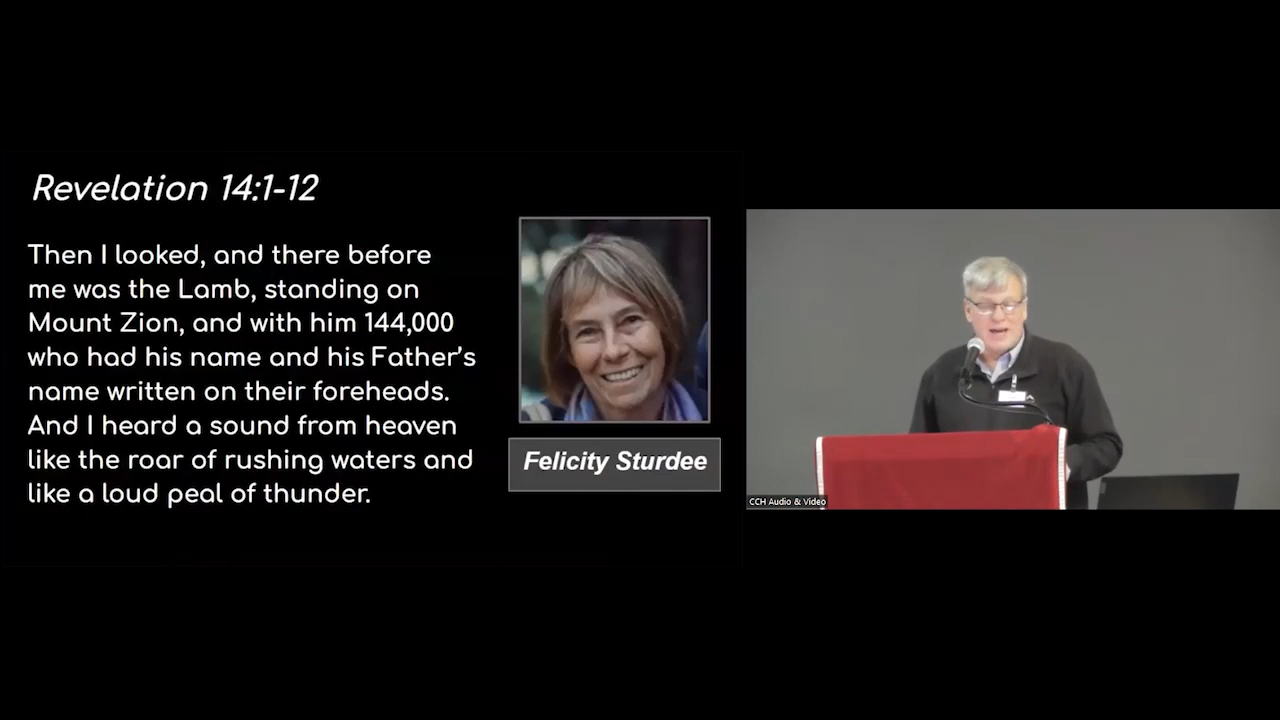 Revelation 14:1-12
Then I looked, and there before
me was the Lamb, standing on
Mount Zion, and with him 144,000
who had his name and his Father's
name written on their foreheads.
And I heard a sound from heaven
like the roar of rushing waters and
like a loud peal of thunder.
Felicity Sturdee
CCH Audio & Video